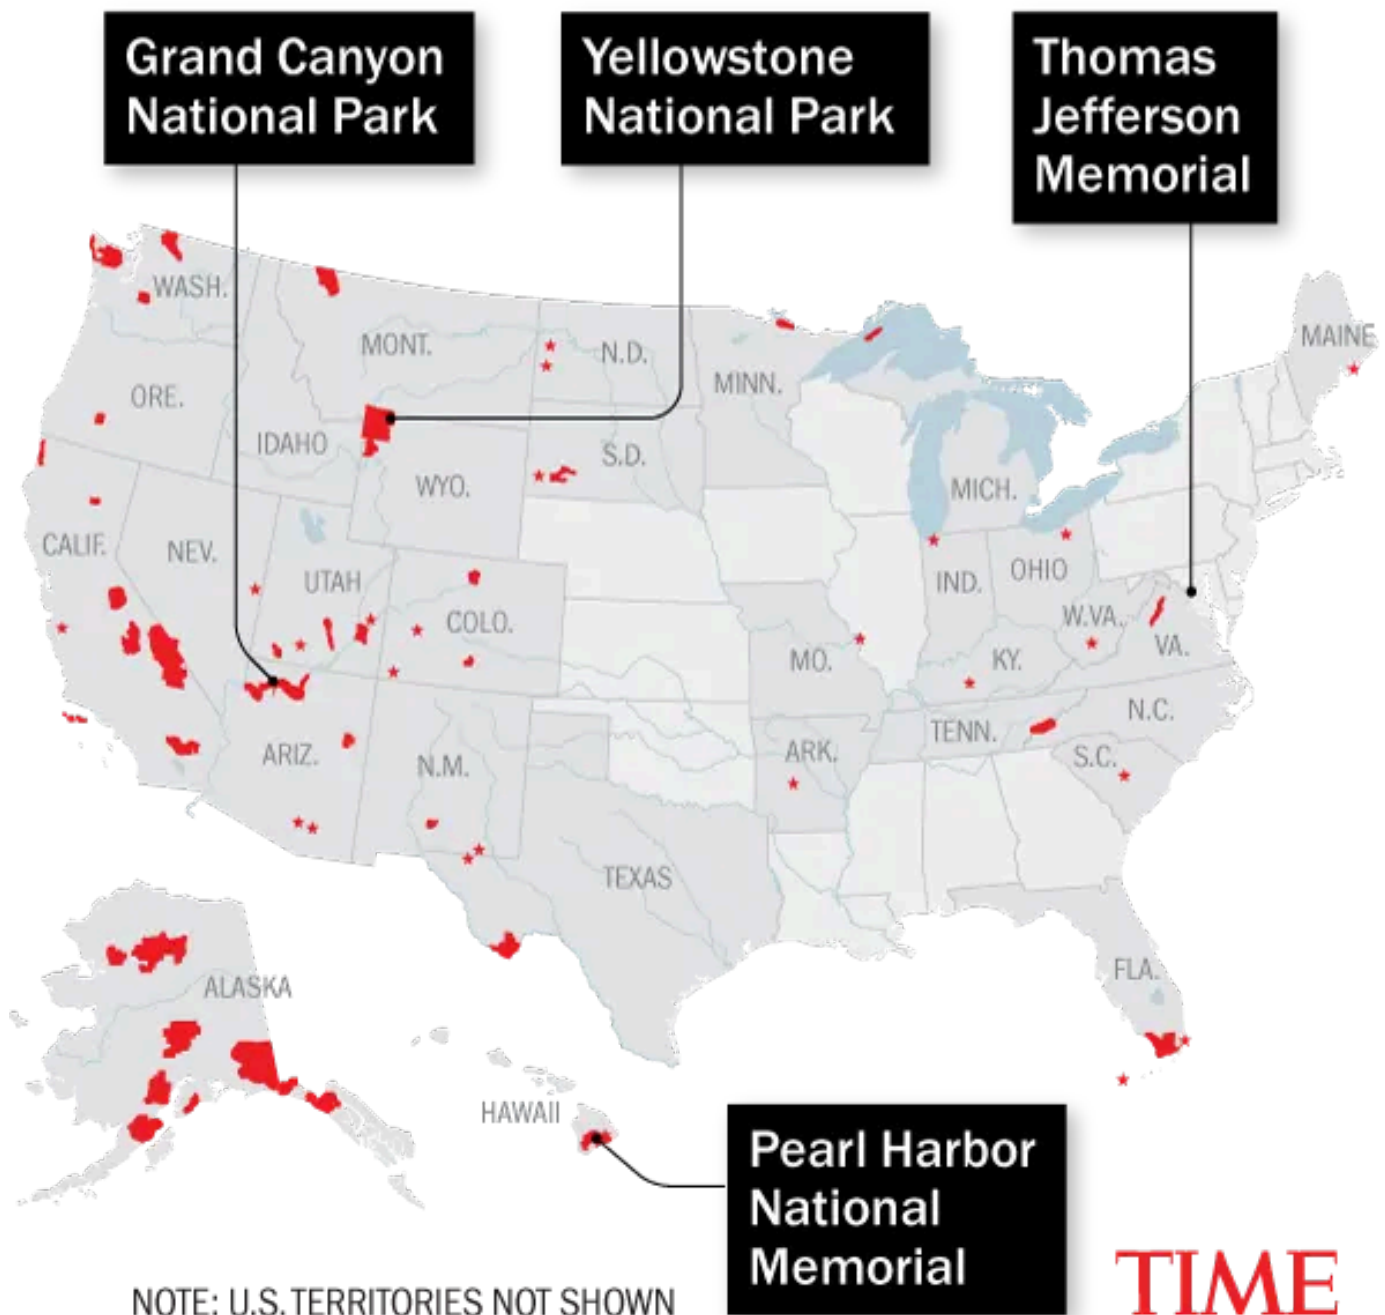 Grand Canyon
National Park
Yellowstone
National Park
Thomas
Jefferson
Memorial
WASH.
MONT.
N.D.
MINN.
MAINE
ORE.
IDAHO
S.D.
WYO.
MICH.
CALIF.
NEV.
UTAH
COLO.
IND.
OHIO
W.VA.
VA.
MO.
KY.
ARIZ.
N.M.
ARK.
TENN.
N.C.
S.C.
TEXAS
FLA.
ALASKA
HAWAII
Pearl Harbor
National
Memorial
NOTE: U.S. TERRITORIES NOT SHOWN
TIME